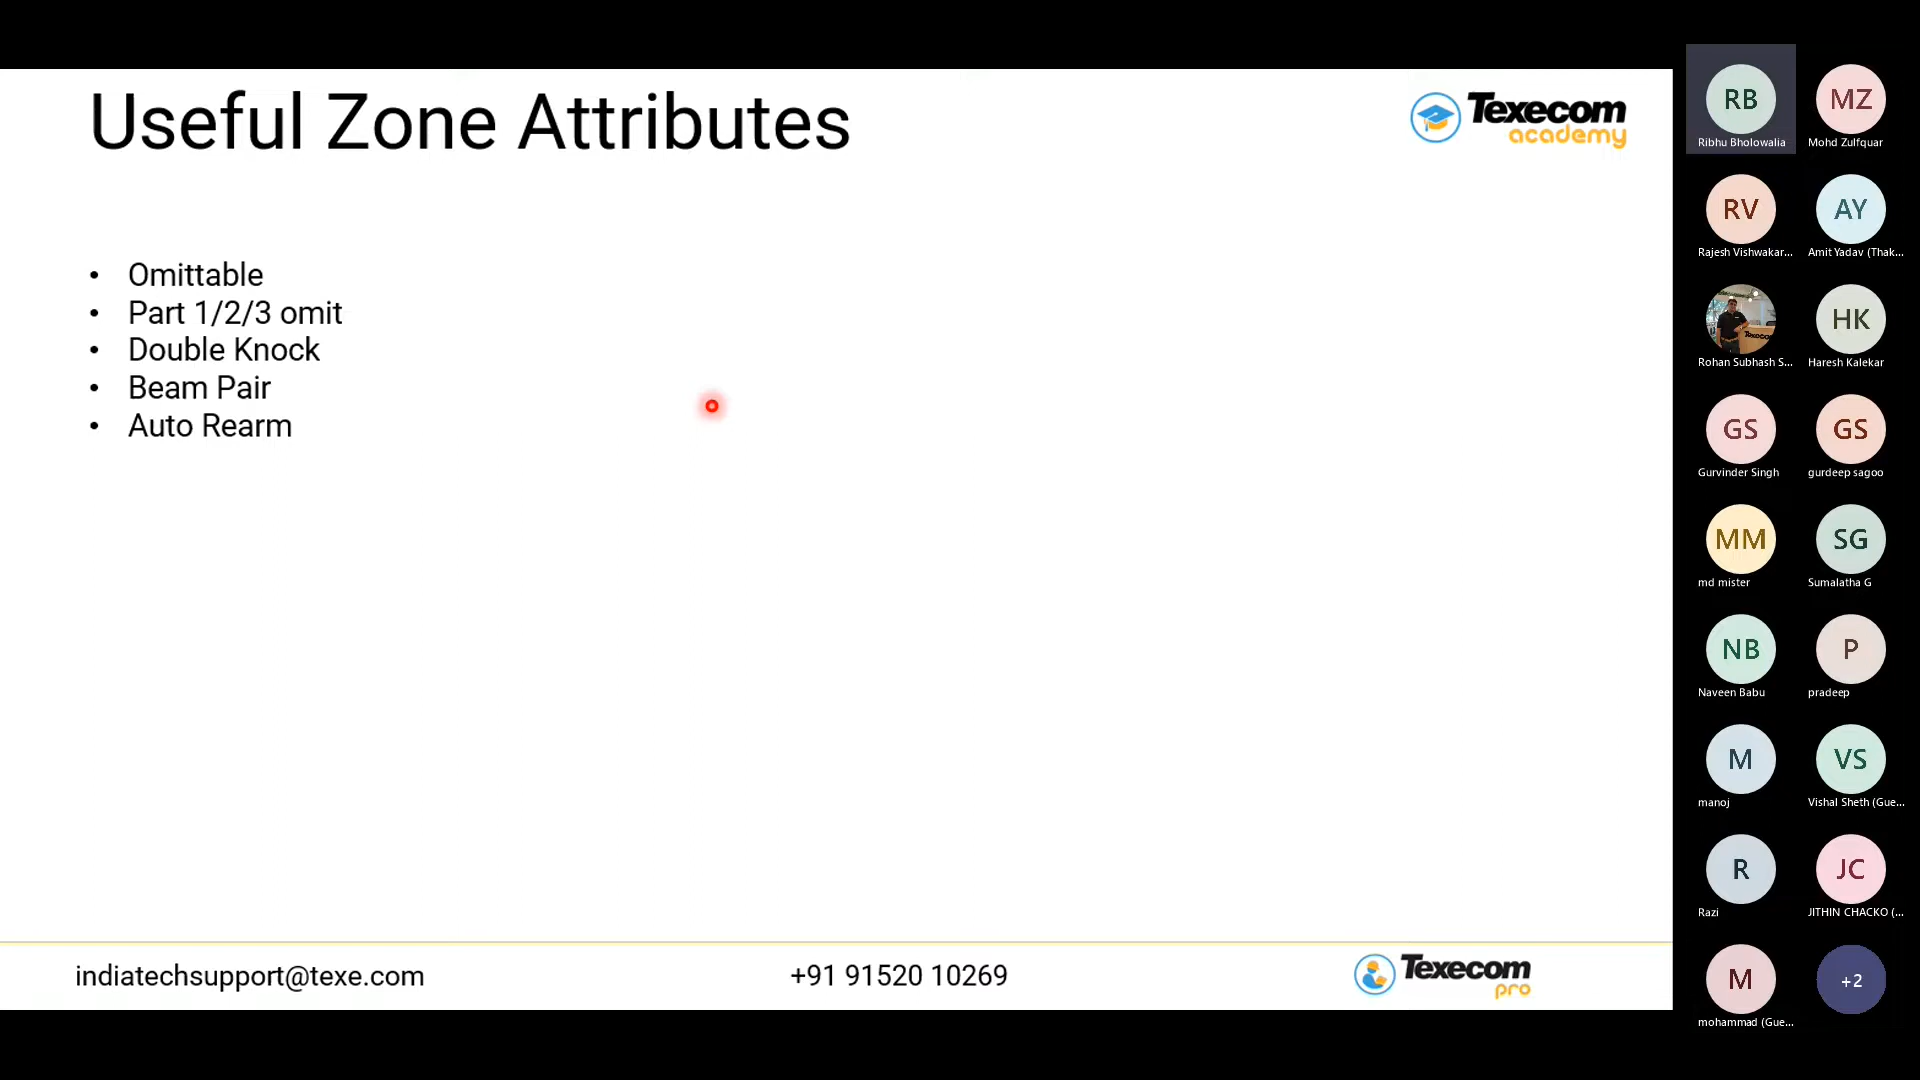 Useful Zone Attributes
Texecom
academy
• Omittable
• Part 1/2/3 omit
• Double Knock
• Beam Pair
• Auto Rearm
indiatechsupport@texe.com
+91 91520 10269
Texecom
pro
RB
MZ
Ribhu Bholowalia
Mohd Zulfquar
RV
AY
Rajesh Vishwakar...
Amit Yadav (Thak...
HK
Rohan Subhash S...
Haresh Kalekar
GS
GS
Gurvinder Singh
gurdeep sagoo
MM
SG
md mister
Sumalatha G
NB
P
Naveen Babu
pradeep
M
VS
manoj
Vishal Sheth (Gue...
R
JC
Razi
JITHIN CHACKO (...
M
+2
mohammad (Gue...